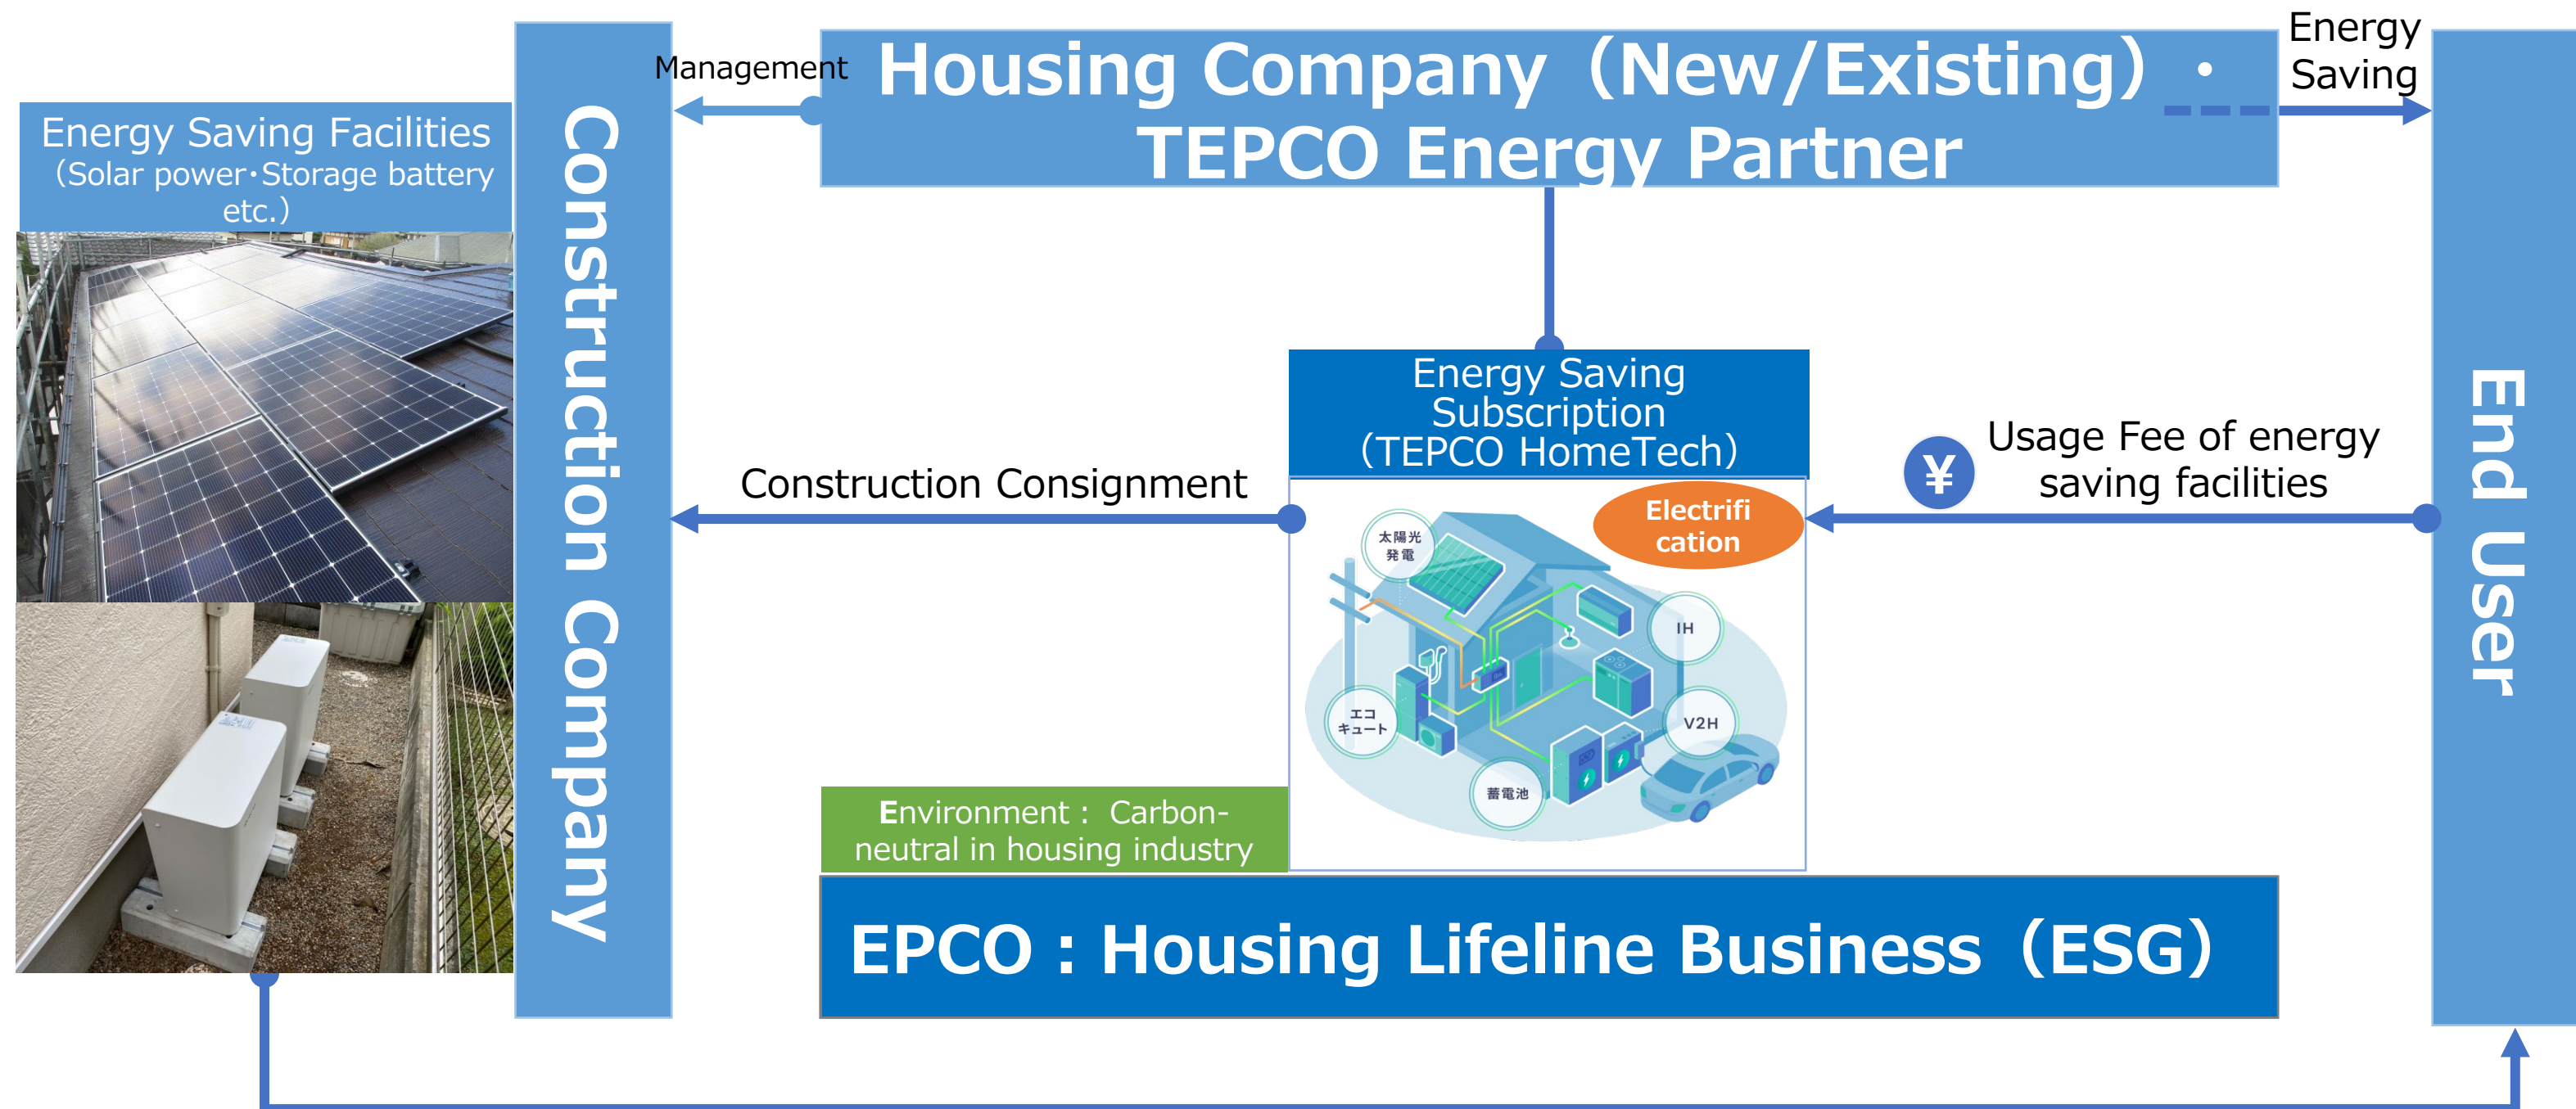 Energy Saving Facilities
（Solar power・Storage battery
etc.）
Construction Company
Management
Housing Company（New/Existing）・
TEPCO Energy Partner
Energy
Saving
End User
Energy Saving
Subscription
（TEPCO HomeTech）
Construction Consignment
¥
Usage Fee of energy
saving facilities
Electrifi
cation
太陽光
発電
IH
エコ
キュート
V2H
蓄電池
Environment： Carbon-
neutral in housing industry
EPCO：Housing Lifeline Business（ESG）